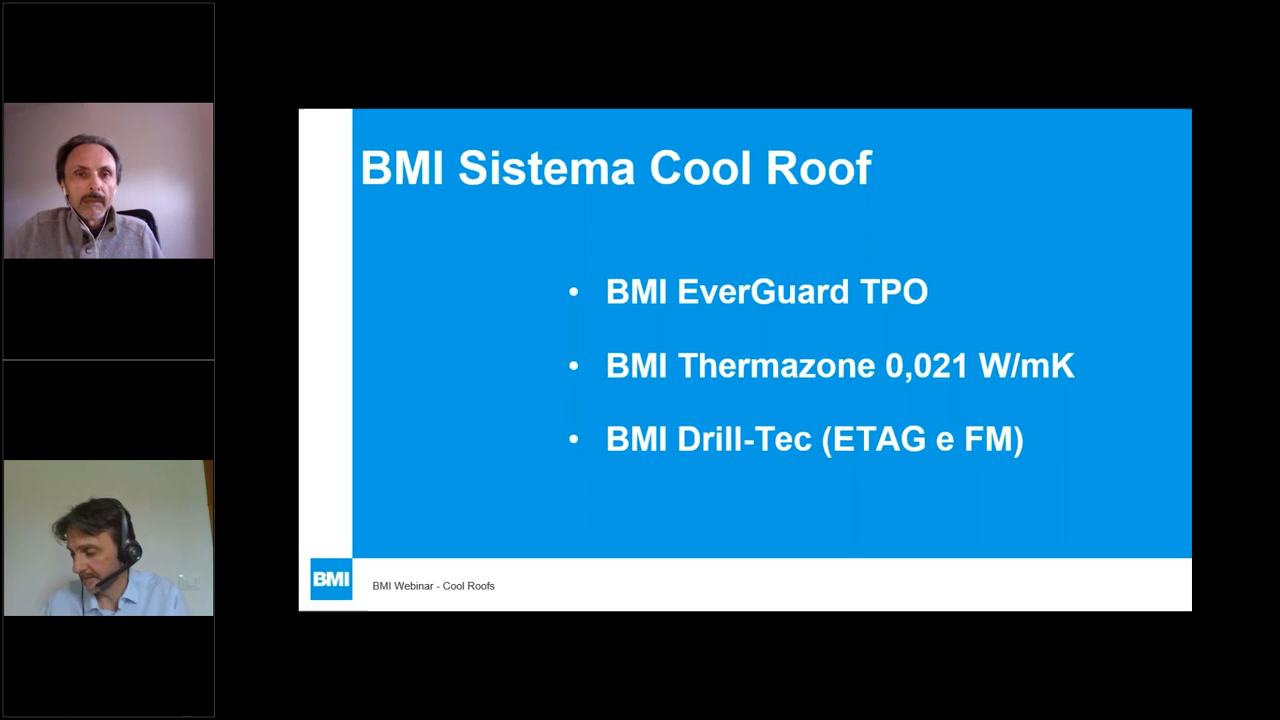 BMI Sistema Cool Roof
• BMI EverGuard TPO
• BMI Thermazone 0,021 W/mK
• BMI Drill-Tec (ETAG e FM)
BMI
BMI Webinar - Cool Roofs